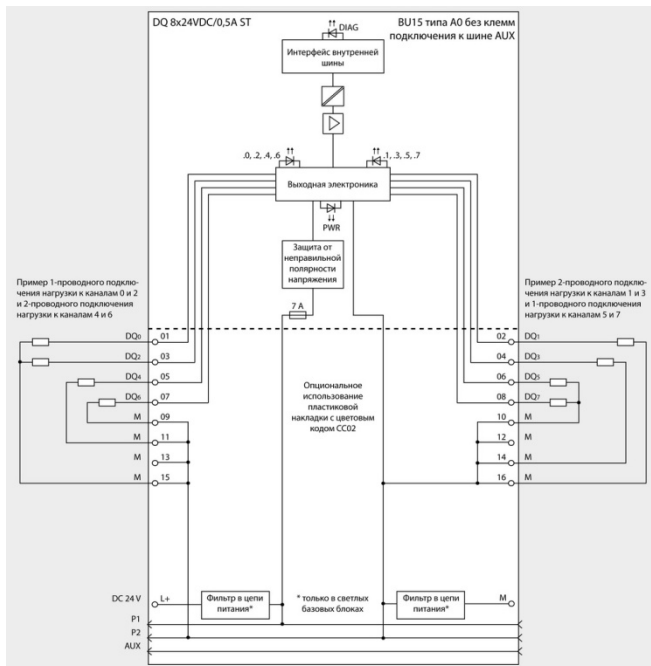 DQ 8x24VDC/0,5A ST
BU15 типа A0 без клемм
подключения к шине AUX
DIAG
Интерфейс внутренней
шины
.0, .2, .4, .6
.1, .3, .5, .7
Выходная электроника
PWR
Защита от
неправильной
полярности
напряжения
7 A
Пример 1-проводного подклю-
чения нагрузки к каналам 0 и 2
и 2-проводного подключения
нагрузки к каналам 4 и 6
Пример 2-проводного подклю-
чения нагрузки к каналам 1 и 3
и 1-проводного подключения
нагрузки к каналам 5 и 7
DQ0 01
02 DQ1
DQ2 03
04 DQ3
DQ4 05
06 DQ5
DQ6 07
08 DQ7
M 09
10 M
M 11
12 M
M 13
14 M
M 15
16 M
Опциональное
использование
пластиковой
накладки с цветовым
кодом CC02
DC 24 V L+
Фильтр в цепи
питания*
* только в светлых
базовых блоках
Фильтр в цепи
питания*
M
P1
P2
AUX